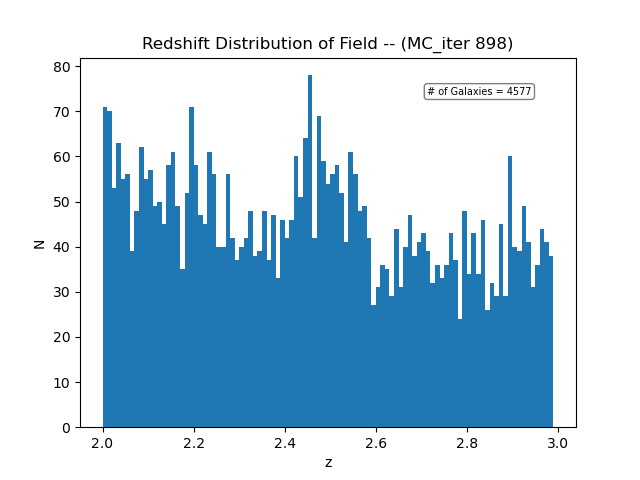 Redshift Distribution of Field -- (MC_iter 898)
# of Galaxies = 4577
80
70
60
50
40
30
20
10
0
N
2.0 2.2 2.4 2.6 2.8 3.0
z